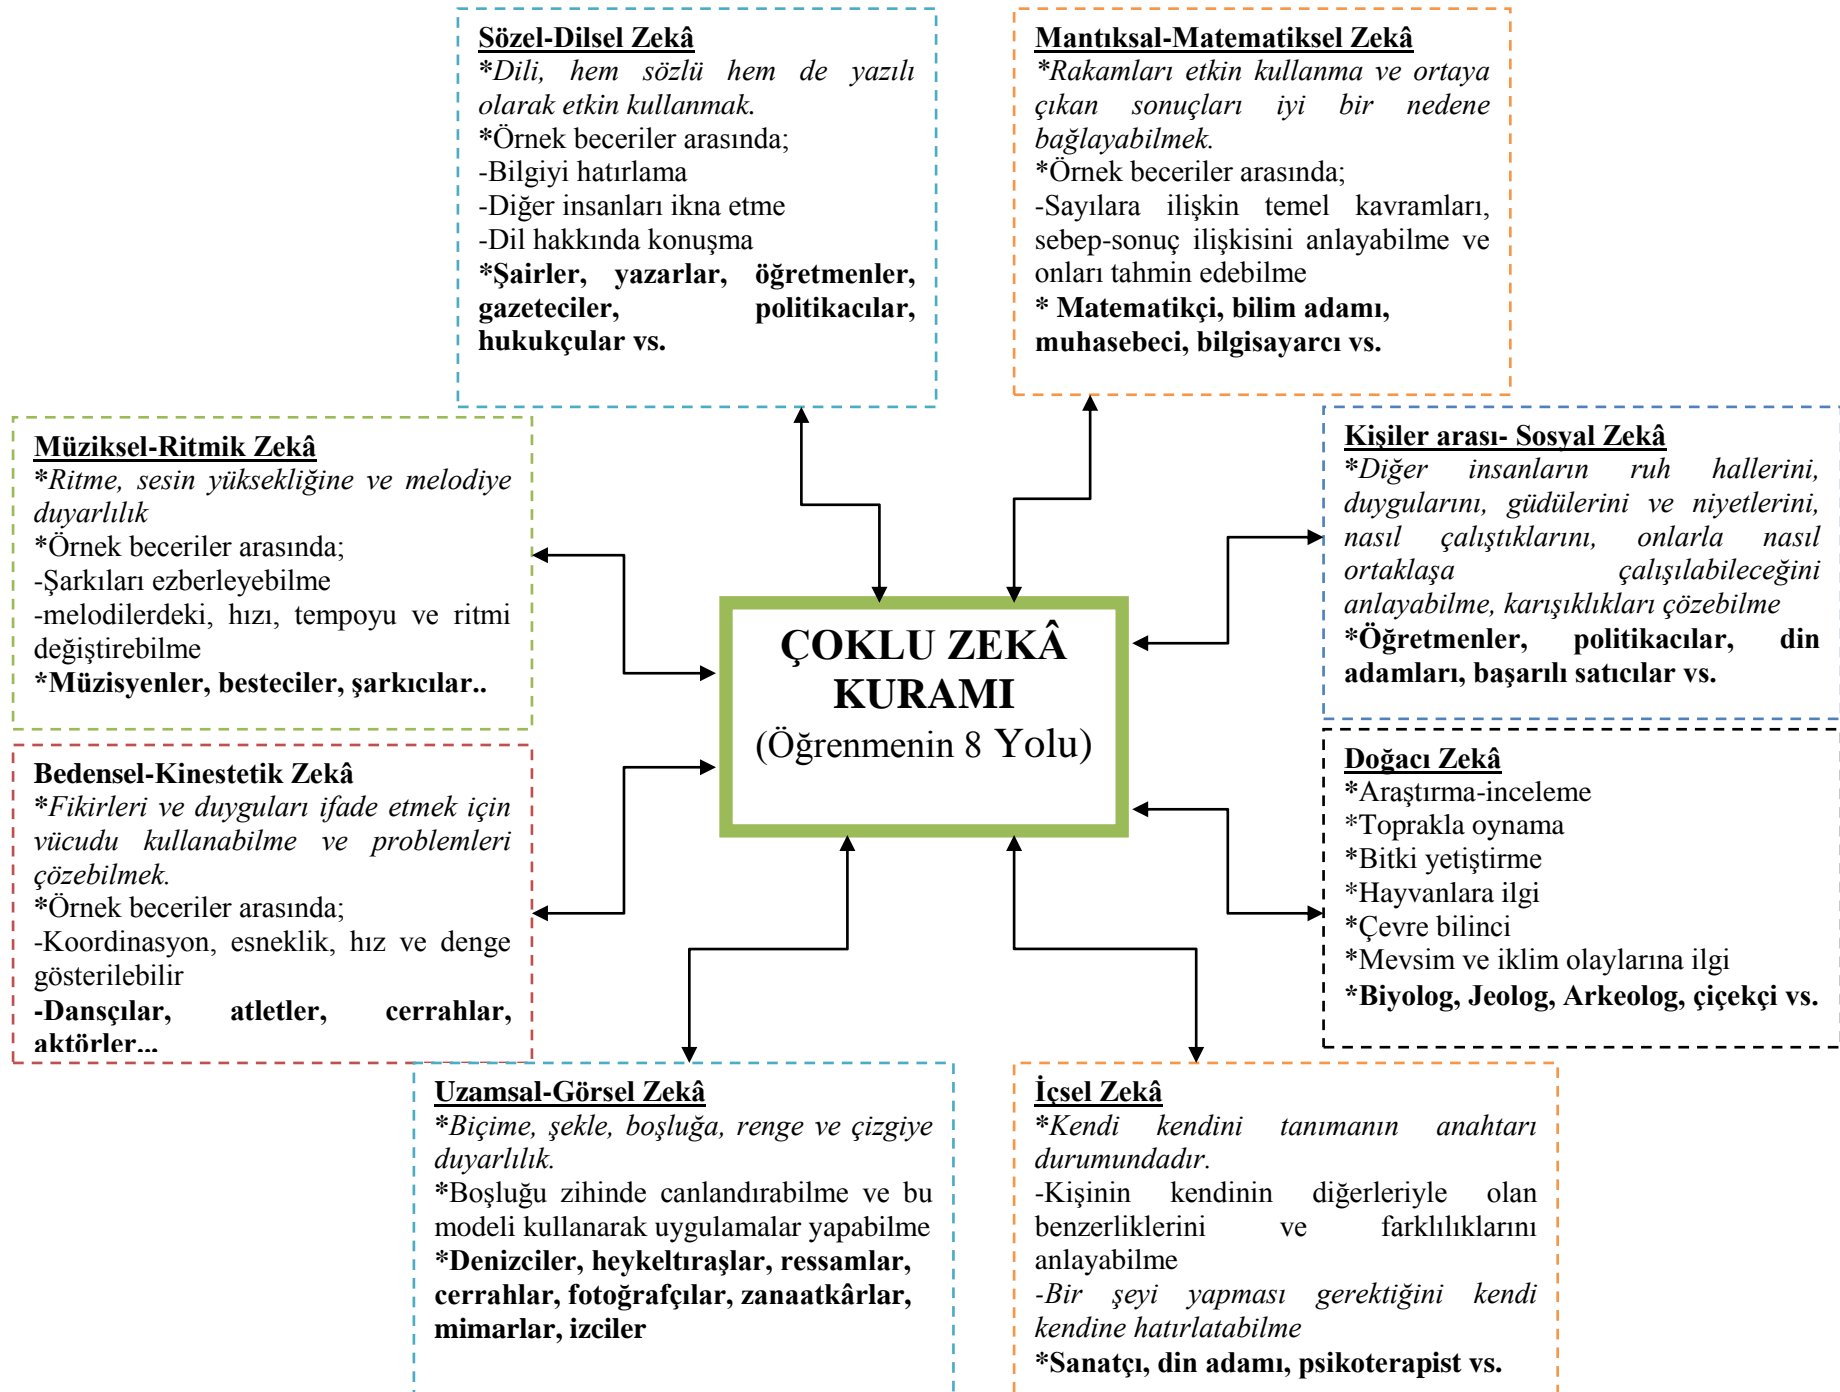 Sözel-Dilsel Zekâ
*Dili, hem sözlü hem de yazılı
olarak etkin kullanmak.
*Örnek beceriler arasında;
-Bilgiyi hatırlama
-Diğer insanları ikna etme
-Dil hakkında konuşma
*Şairler, yazarlar, öğretmenler,
gazeteciler, politikacılar,
hukukçular vs.
Mantıksal-Matematiksel Zekâ
*Rakamları etkin kullanma ve ortaya
çıkan sonuçları iyi bir nedene
bağlayabilmek.
*Örnek beceriler arasında;
-Sayılara ilişkin temel kavramları,
sebep-sonuç ilişkisini anlayabilme ve
onları tahmin edebilme
* Matematikçi, bilim adamı,
muhasebeci, bilgisayarcı vs.
Müziksel-Ritmik Zekâ
*Ritme, sesin yüksekliğine ve melodiye
duyarlılık
*Örnek beceriler arasında;
-Şarkıları ezberleyebilme
-melodilerdeki, hızı, tempoyu ve ritmi
değiştirebilme
*Müzisyenler, besteciler, şarkıcılar..
Kişiler arası- Sosyal Zekâ
*Diğer insanların ruh hallerini,
duygularını, güdülerini ve niyetlerini,
nasıl çalıştıklarını, onlarla nasıl
ortaklaşa çalışılabileceğini
anlayabilme, karışıklıkları çözebilme
*Öğretmenler, politikacılar, din
adamları, başarılı satıcılar vs.
ÇOKLU ZEKÂ
KURAMI
(Öğrenmenin 8 Yolu)
Bedensel-Kinestetik Zekâ
*Fikirleri ve duyguları ifade etmek için
vücudu kullanabilme ve problemleri
çözebilmek.
*Örnek beceriler arasında;
-Koordinasyon, esneklik, hız ve denge
gösterilebilir
-Dansçılar, atletler, cerrahlar,
aktörler...
Doğacı Zekâ
*Araştırma-inceleme
*Toprakla oynama
*Bitki yetiştirme
*Hayvanlara ilgi
*Çevre bilinci
*Mevsim ve iklim olaylarına ilgi
*Biyolog, Jeolog, Arkeolog, çiçekçi vs.
Uzamsal-Görsel Zekâ
*Biçime, şekle, boşluğa, renge ve çizgiye
duyarlılık.
*Boşluğu zihinde canlandırabilme ve bu
modeli kullanarak uygulamalar yapabilme
*Denizciler, heykeltıraşlar, ressamlar,
cerrahlar, fotoğrafçılar, zanaatkârlar,
mimarlar, izciler
İçsel Zekâ
*Kendi kendini tanımanın anahtarı
durumundadır.
-Kişinin kendinin diğerleriyle olan
benzerliklerini ve farklılıklarını
anlayabilme
-Bir şeyi yapması gerektiğini kendi
kendine hatırlatabilme
*Sanatçı, din adamı, psikoterapist vs.